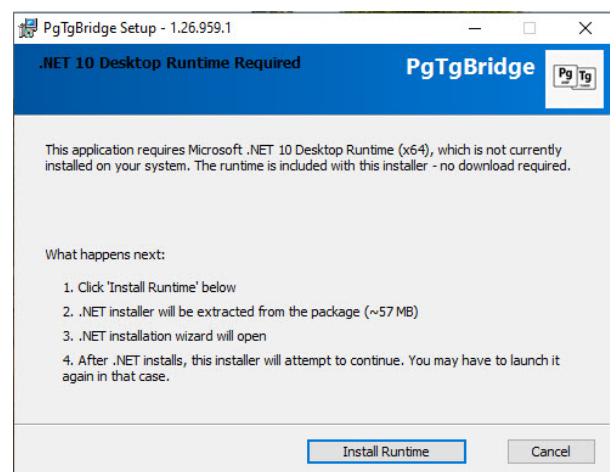 PgTgBridge Setup - 1.26.959.1
.NET 10 Desktop Runtime Required
PgTgBridge
Pg Tg
This application requires Microsoft .NET 10 Desktop Runtime (x64), which is not currently
installed on your system. The runtime is included with this installer - no download required.
What happens next:
1. Click 'Install Runtime' below
2. .NET installer will be extracted from the package (~57 MB)
3. .NET installation wizard will open
4. After .NET installs, this installer will attempt to continue. You may have to launch it
again in that case.
Install Runtime
Cancel